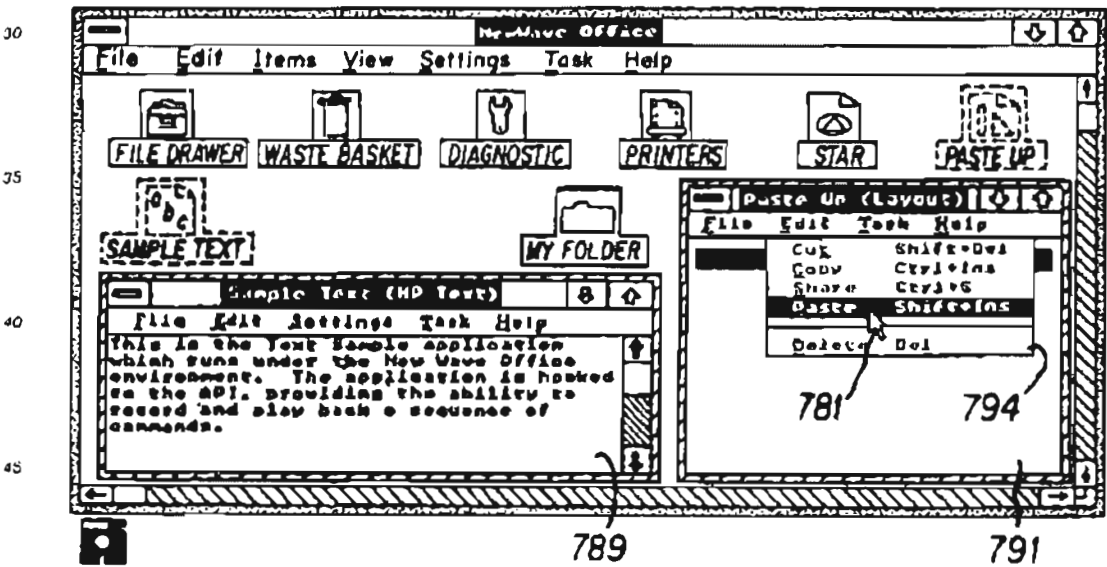 30
NewWave Office
File Edit Items View Settings Task Help
FILE DRAWER WASTE BASKET DIAGNOSTIC PRINTERS STAR PASTE UP
35
abc
SAMPLE TEXT MY FOLDER
Paste Up (Layout)
File Edit Task Help
Cut Shift+Del
Copy Ctrl+Ins
Share Ctrl+S
Paste Shift+Ins
Delete Del
Sample Text (HP Text)
40
File Edit Settings Task Help
This is the Text Sample application
which runs under the New Wave Office
environment. The application is hooked
to the API, providing the ability to
record and play back a sequence of
commands.
781 794
45
789 791